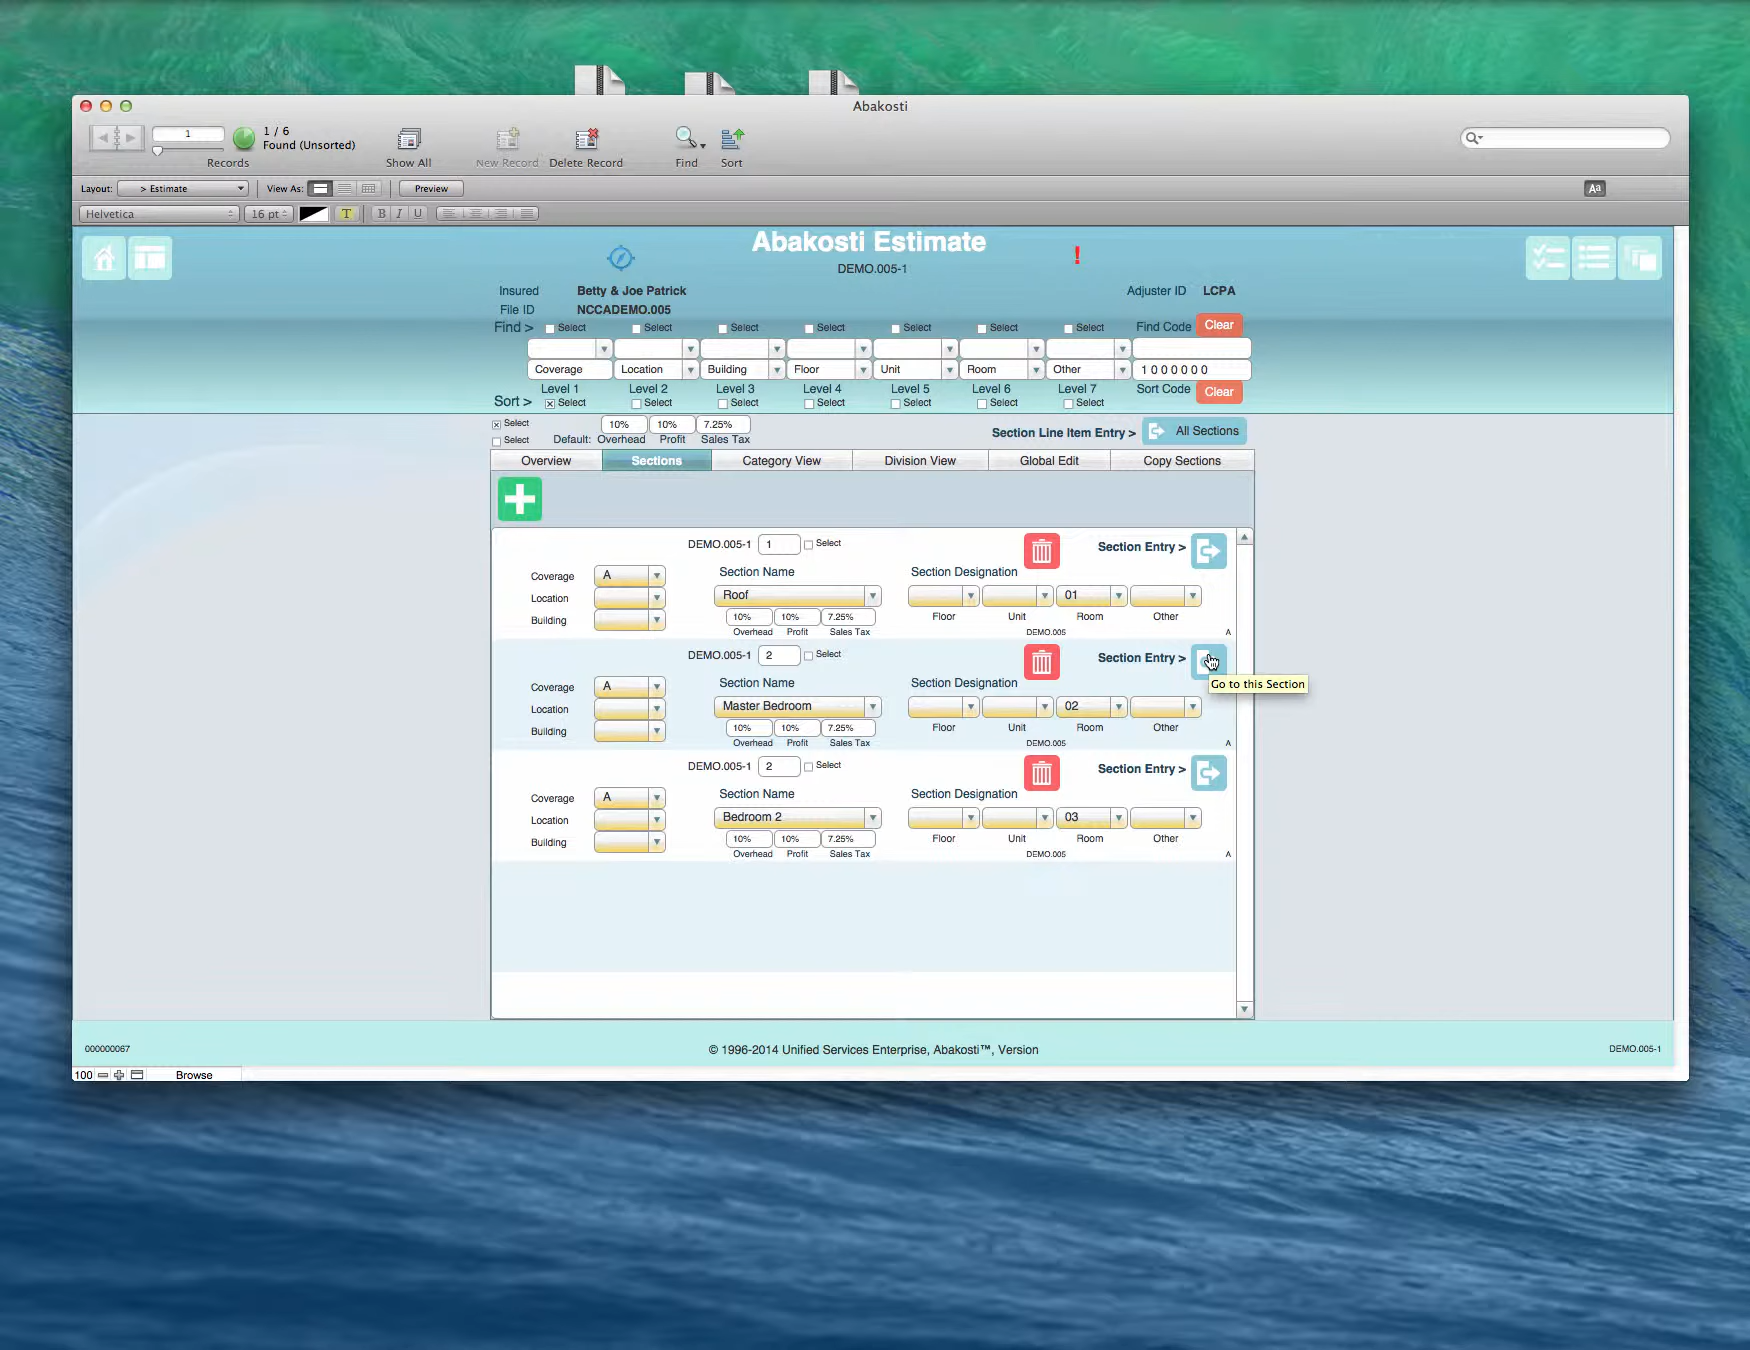 Abakosti
1
1 / 6
Found (Unsorted)
Records
Show All
New Record
Delete Record
Find
Sort
Layout:
> Estimate
View As:
Preview
Aa
Helvetica
16 pt
T
B
I
U
Abakosti Estimate
!
DEMO.005-1
Insured
Betty & Joe Patrick
Adjuster ID
LCPA
File ID
NCCADEMO.005
Find >
Select
Select
Select
Select
Select
Select
Select
Find Code
Clear
Coverage
Location
Building
Floor
Unit
Room
Other
1 0 0 0 0 0 0
Level 1
Level 2
Level 3
Level 4
Level 5
Level 6
Level 7
Sort Code
Clear
Sort >
Select
Select
Select
Select
Select
Select
Select
Select
10%
10%
7.25%
Select
Default:
Overhead
Profit
Sales Tax
Section Line Item Entry >
All Sections
Overview
Sections
Category View
Division View
Global Edit
Copy Sections
DEMO.005-1
1
Select
Section Entry >
Coverage
A
Section Name
Section Designation
Location
Roof
01
Building
10%
10%
7.25%
Floor
Unit
Room
Other
Overhead
Profit
Sales Tax
DEMO.005
A
DEMO.005-1
2
Select
Section Entry >
Go to this Section
Coverage
A
Section Name
Section Designation
Location
Master Bedroom
02
Building
10%
10%
7.25%
Floor
Unit
Room
Other
Overhead
Profit
Sales Tax
DEMO.005
A
DEMO.005-1
2
Select
Section Entry >
Coverage
A
Section Name
Section Designation
Location
Bedroom 2
03
Building
10%
10%
7.25%
Floor
Unit
Room
Other
Overhead
Profit
Sales Tax
DEMO.005
A
000000067
© 1996-2014 Unified Services Enterprise, Abakosti™, Version
DEMO.005-1
100
Browse